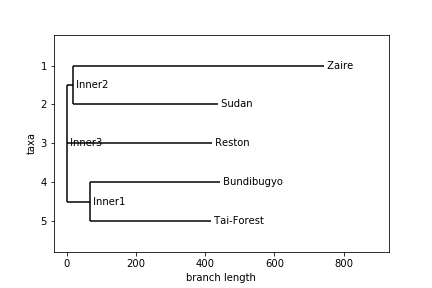 1
Zaire
Inner2
2
Sudan
taxa
3
Inner3
Reston
4
Bundibugyo
Inner1
5
Tai-Forest
0 200 400 600 800
branch length